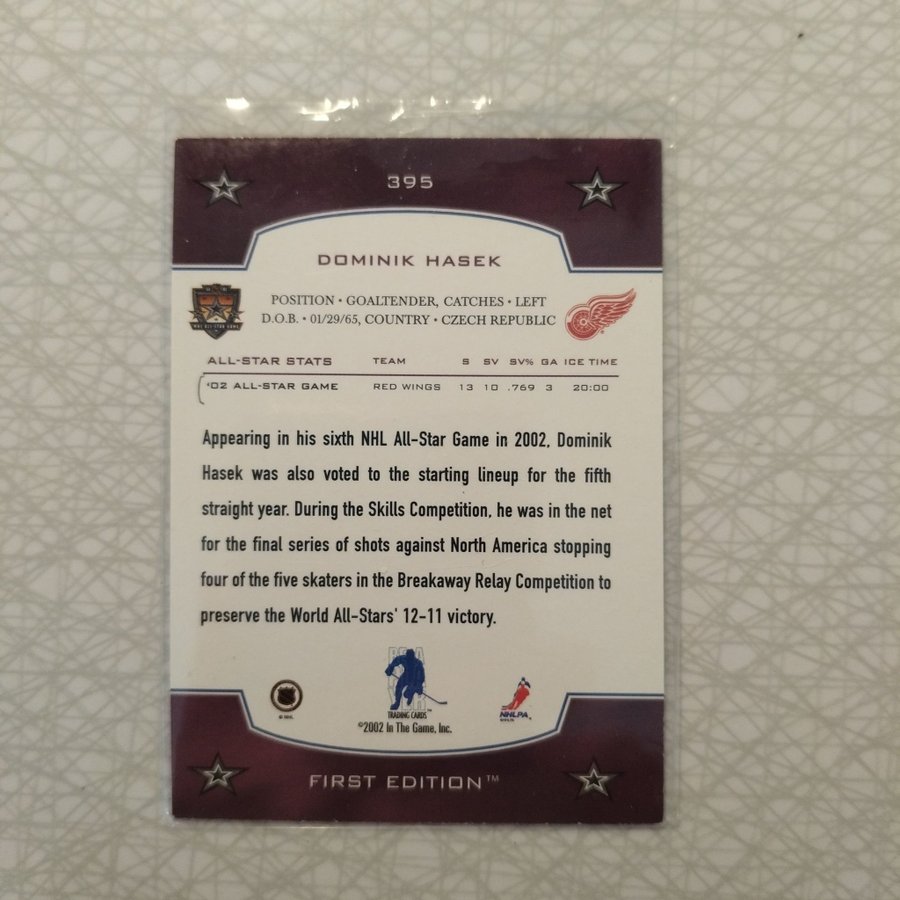 395
DOMINIK HASEK
POSITION • GOALTENDER, CATCHES • LEFT
D.O.B. • 01/29/65, COUNTRY • CZECH REPUBLIC
ALL-STAR STATS TEAM S SV SV% GA ICE TIME
'02 ALL-STAR GAME RED WINGS 13 10 .769 3 20:00
Appearing in his sixth NHL All-Star Game in 2002, Dominik
Hasek was also voted to the starting lineup for the fifth
straight year. During the Skills Competition, he was in the net
for the final series of shots against North America stopping
four of the five skaters in the Breakaway Relay Competition to
preserve the World All-Stars' 12-11 victory.
TRADING CARDS
©2002 In The Game, Inc.
© NHL
NHLPA
FIRST EDITION™